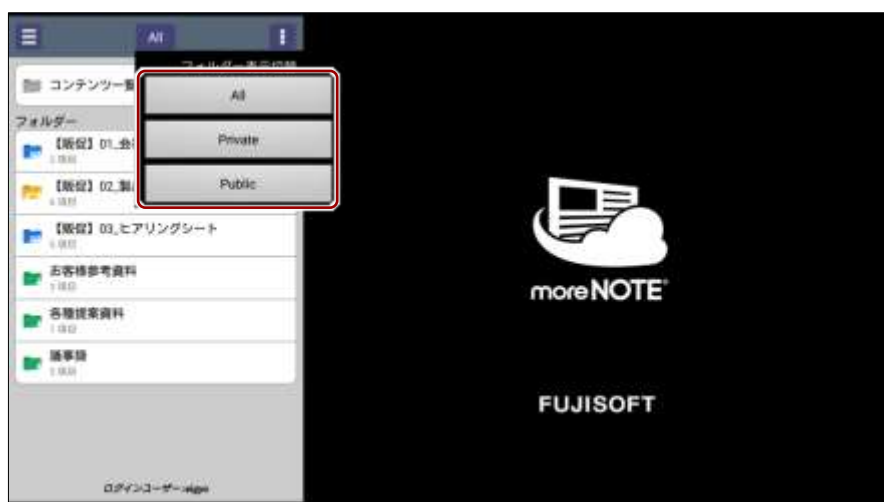 All
フォルダー表示切替
コンテンツ一覧
All
フォルダー
Private
【販促】01_会
Public
【販促】02_製
【販促】03_ヒアリングシート
お客様参考資料
各種提案資料
議事録
ログインユーザー:
moreNOTE®
FUJISOFT